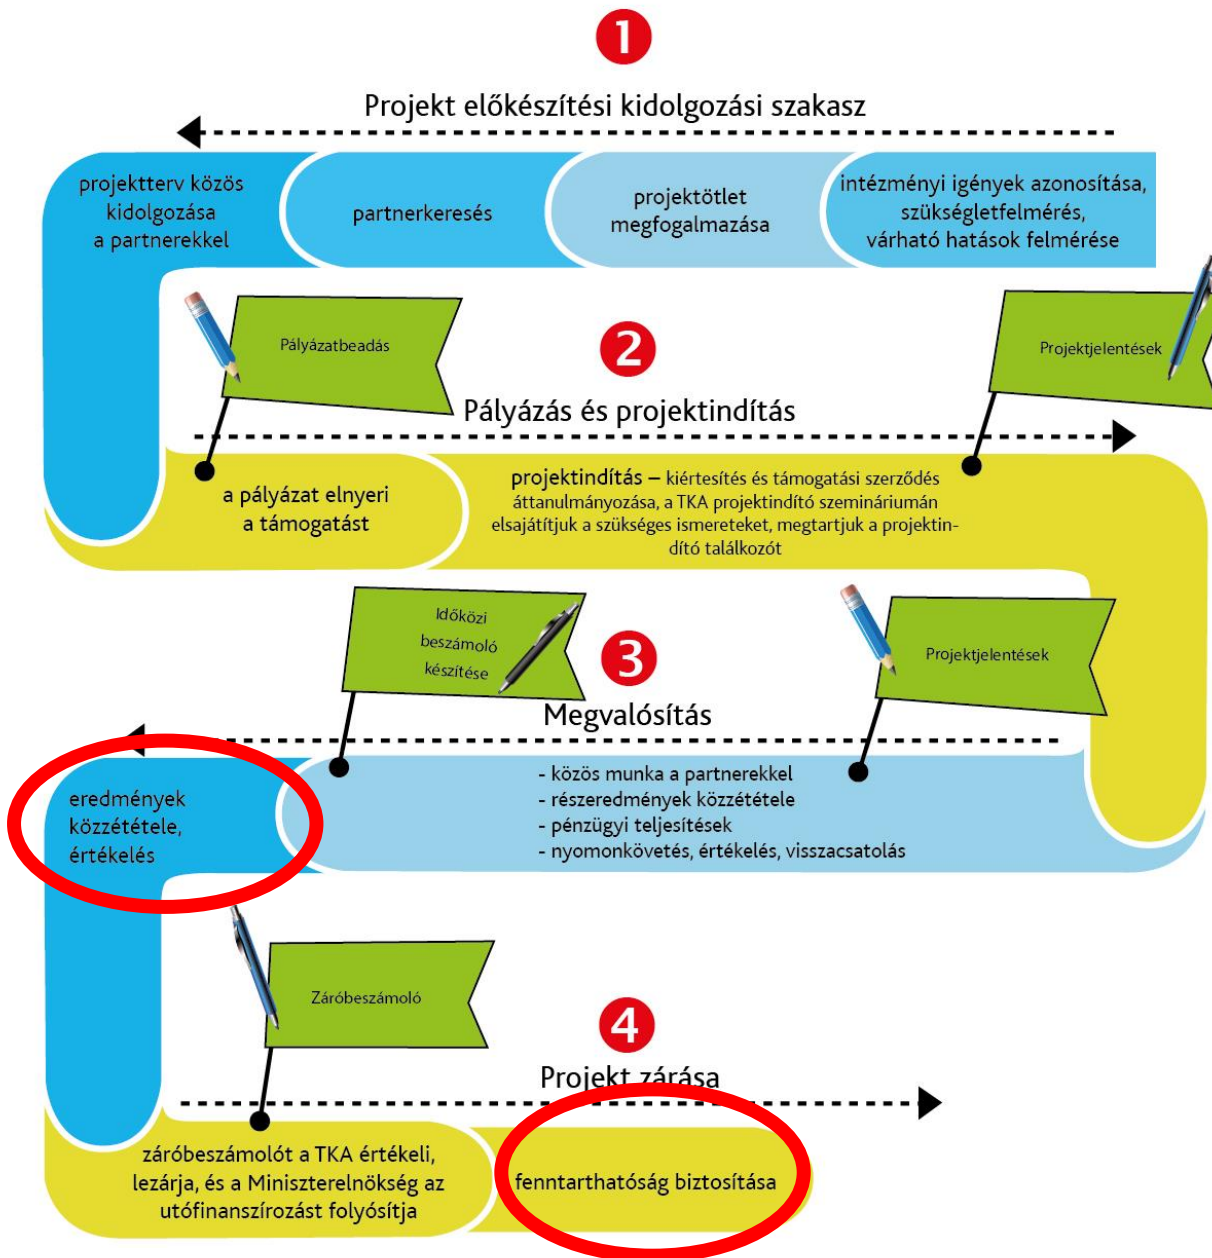 1
Projekt előkészítési kidolgozási szakasz
projektterv közös
kidolgozása
a partnerekkel
partnerkeresés
projektötlet
megfogalmazása
intézményi igények azonosítása,
szükségletfelmérés,
várható hatások felmérése
Pályázatbeadás
2
Projektjelentések
Pályázás és projektindítás
a pályázat elnyeri
a támogatást
projektindítás – kiértesítés és támogatási szerződés
áttanulmányozása, a TKA projektindító szemináriumán
elsajátítjuk a szükséges ismereteket, megtartjuk a projektin-
dító találkozót
Időközi
beszámoló
készítése
3
Projektjelentések
Megvalósítás
eredmények
közzététele,
értékelés
- közös munka a partnerekkel
- részeredmények közzététele
- pénzügyi teljesítések
- nyomonkövetés, értékelés, visszacsatolás
Záróbeszámoló
4
Projekt zárása
záróbeszámolót a TKA értékeli,
lezárja, és a Miniszterelnökség az
utófinanszírozást folyósítja
fenntarthatóság biztosítása